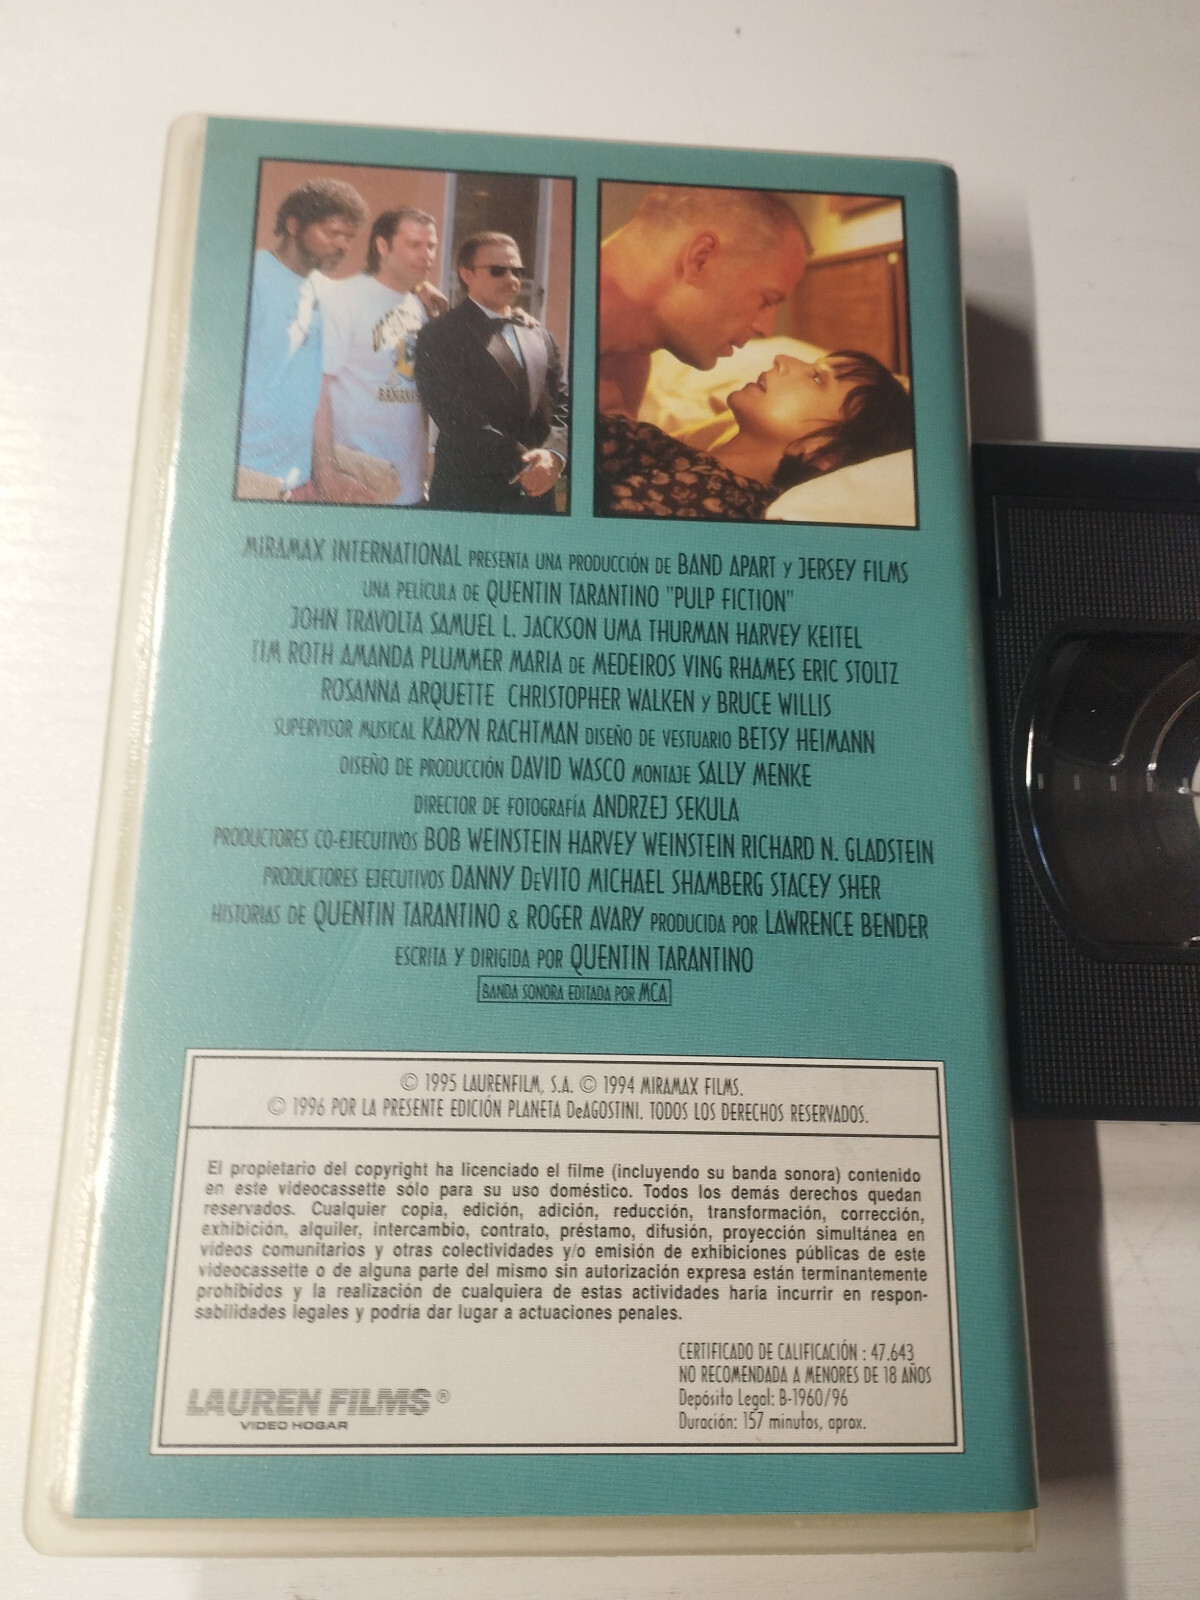 BANANAS
MIRAMAX INTERNATIONAL PRESENTA UNA PRODUCCIÓN DE BAND APART Y JERSEY FILMS
UNA PELÍCULA DE QUENTIN TARANTINO "PULP FICTION"
JOHN TRAVOLTA SAMUEL L. JACKSON UMA THURMAN HARVEY KEITEL
TIM ROTH AMANDA PLUMMER MARIA DE MEDEIROS VING RHAMES ERIC STOLTZ
ROSANNA ARQUETTE CHRISTOPHER WALKEN Y BRUCE WILLIS
SUPERVISOR MUSICAL KARYN RACHTMAN DISEÑO DE VESTUARIO BETSY HEIMANN
DISEÑO DE PRODUCCIÓN DAVID WASCO MONTAJE SALLY MENKE
DIRECTOR DE FOTOGRAFÍA ANDRZEJ SEKULA
PRODUCTORES CO-EJECUTIVOS BOB WEINSTEIN HARVEY WEINSTEIN RICHARD N. GLADSTEIN
PRODUCTORES EJECUTIVOS DANNY DeVITO MICHAEL SHAMBERG STACEY SHER
HISTORIAS DE QUENTIN TARANTINO & ROGER AVARY PRODUCIDA POR LAWRENCE BENDER
ESCRITA Y DIRIGIDA POR QUENTIN TARANTINO
BANDA SONORA EDITADA POR MCA
© 1995 LAURENFILM, S.A. © 1994 MIRAMAX FILMS.
© 1996 POR LA PRESENTE EDICIÓN PLANETA DeAGOSTINI. TODOS LOS DERECHOS RESERVADOS.
El propietario del copyright ha licenciado el filme (incluyendo su banda sonora) contenido
en este videocassette sólo para su uso doméstico. Todos los demás derechos quedan
reservados. Cualquier copia, edición, adición, reducción, transformación, corrección,
exhibición, alquiler, intercambio, contrato, préstamo, difusión, proyección simultánea en
vídeos comunitarios y otras colectividades y/o emisión de exhibiciones públicas de este
videocassette o de alguna parte del mismo sin autorización expresa están terminantemente
prohibidos y la realización de cualquiera de estas actividades haría incurrir en respon-
sabilidades legales y podría dar lugar a actuaciones penales.
CERTIFICADO DE CALIFICACIÓN : 47.643
NO RECOMENDADA A MENORES DE 18 AÑOS
Depósito Legal: B-1960/96
Duración: 157 minutos, aprox.
LAUREN FILMS®
VIDEO HOGAR